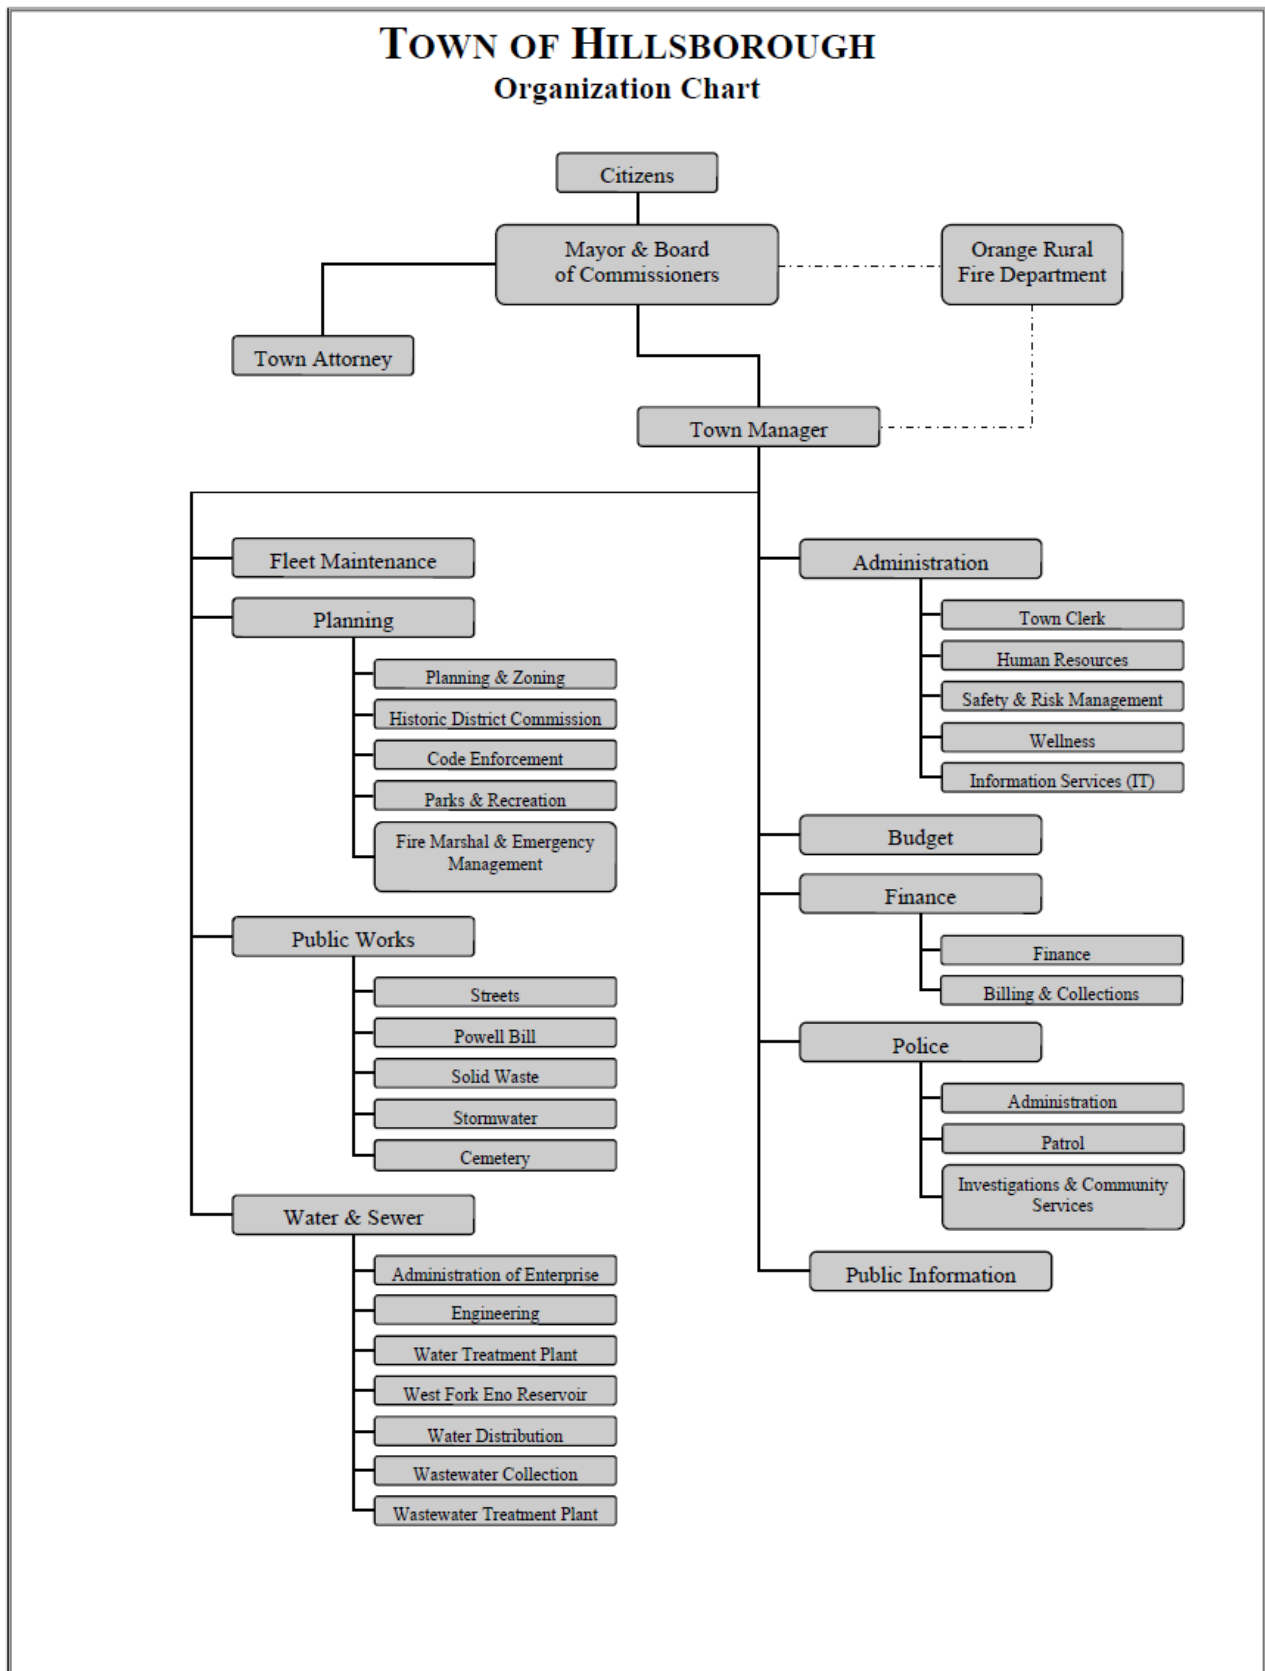 TOWN OF HILLSBOROUGH
Organization Chart
Citizens
Mayor & Board
of Commissioners
Orange Rural
Fire Department
Town Attorney
Town Manager
Fleet Maintenance
Planning
Planning & Zoning
Historic District Commission
Code Enforcement
Parks & Recreation
Fire Marshal & Emergency
Management
Public Works
Streets
Powell Bill
Solid Waste
Stormwater
Cemetery
Water & Sewer
Administration of Enterprise
Engineering
Water Treatment Plant
West Fork Eno Reservoir
Water Distribution
Wastewater Collection
Wastewater Treatment Plant
Administration
Town Clerk
Human Resources
Safety & Risk Management
Wellness
Information Services (IT)
Budget
Finance
Finance
Billing & Collections
Police
Administration
Patrol
Investigations & Community
Services
Public Information